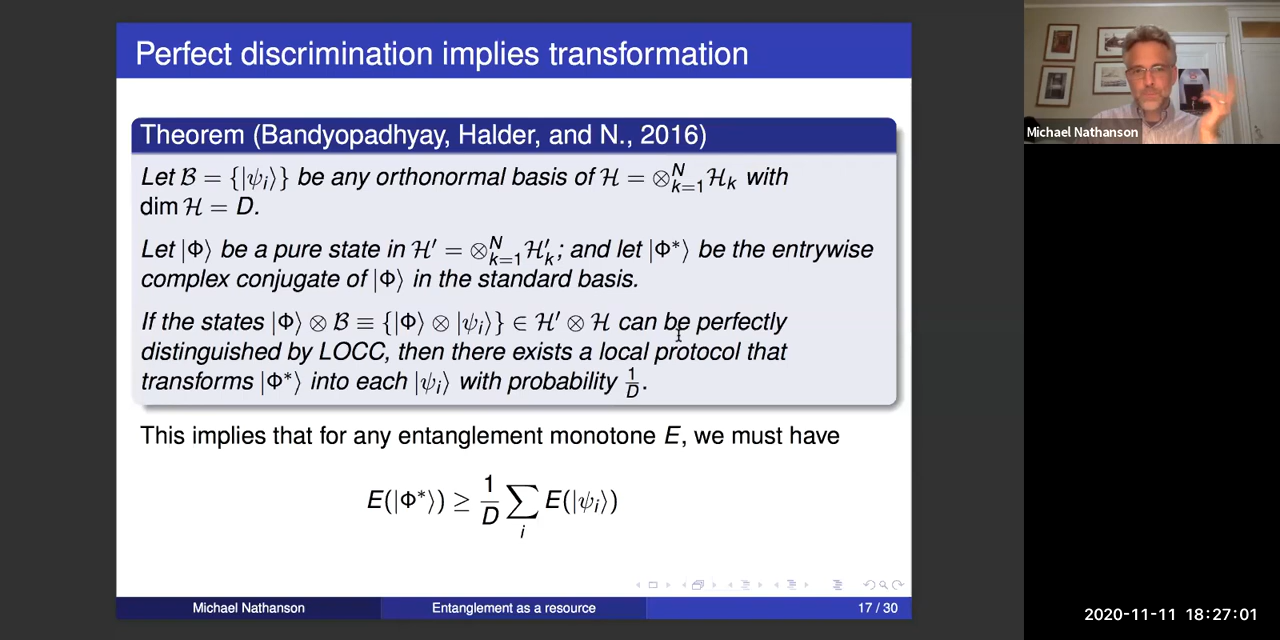 Perfect discrimination implies transformation
Theorem (Bandyopadhyay, Halder, and N., 2016)
Let ℬ = {|ψᵢ⟩} be any orthonormal basis of ℋ = ⊗ᴺₖ₌₁ℋₖ with
dim ℋ = D.
Let |Φ⟩ be a pure state in ℋ′ = ⊗ᴺₖ₌₁ℋ′ₖ; and let |Φ*⟩ be the entrywise
complex conjugate of |Φ⟩ in the standard basis.
If the states |Φ⟩ ⊗ ℬ ≡ {|Φ⟩ ⊗ |ψᵢ⟩} ∈ ℋ′ ⊗ ℋ can be perfectly
distinguished by LOCC, then there exists a local protocol that
transforms |Φ*⟩ into each |ψᵢ⟩ with probability 1/D.
This implies that for any entanglement monotone E, we must have
E(|Φ*⟩) ≥ 1/D ∑ᵢ E(|ψᵢ⟩)
Michael Nathanson Entanglement as a resource 17 / 30
Michael Nathanson
2020-11-11 18:27:01